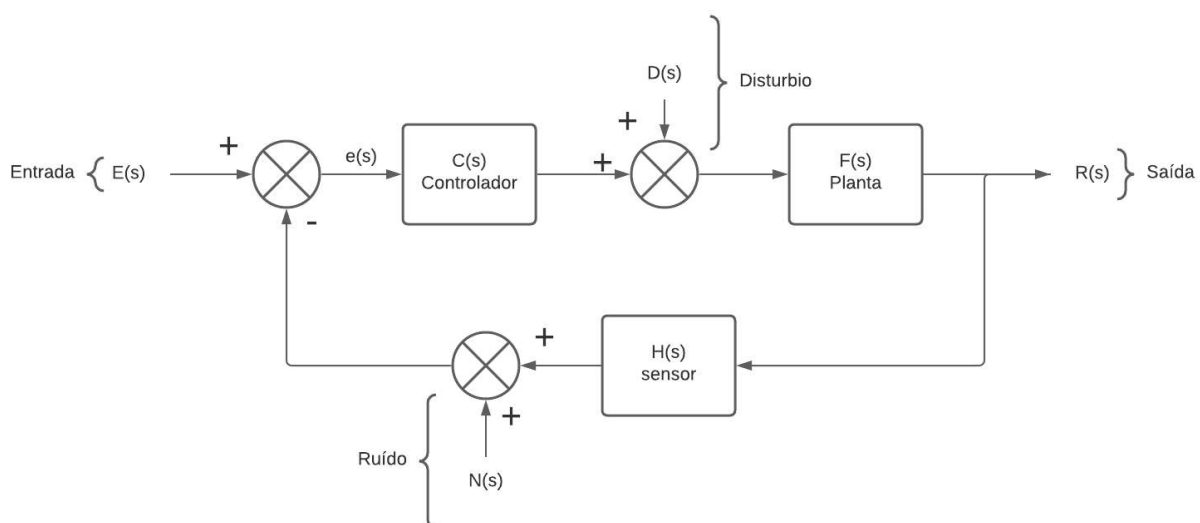 D(s)
Disturbio
+
+
e(s)
C(s)
Controlador
+
F(s)
Planta
Entrada
E(s)
R(s)
Saída
-
+
H(s)
sensor
+
Ruído
N(s)